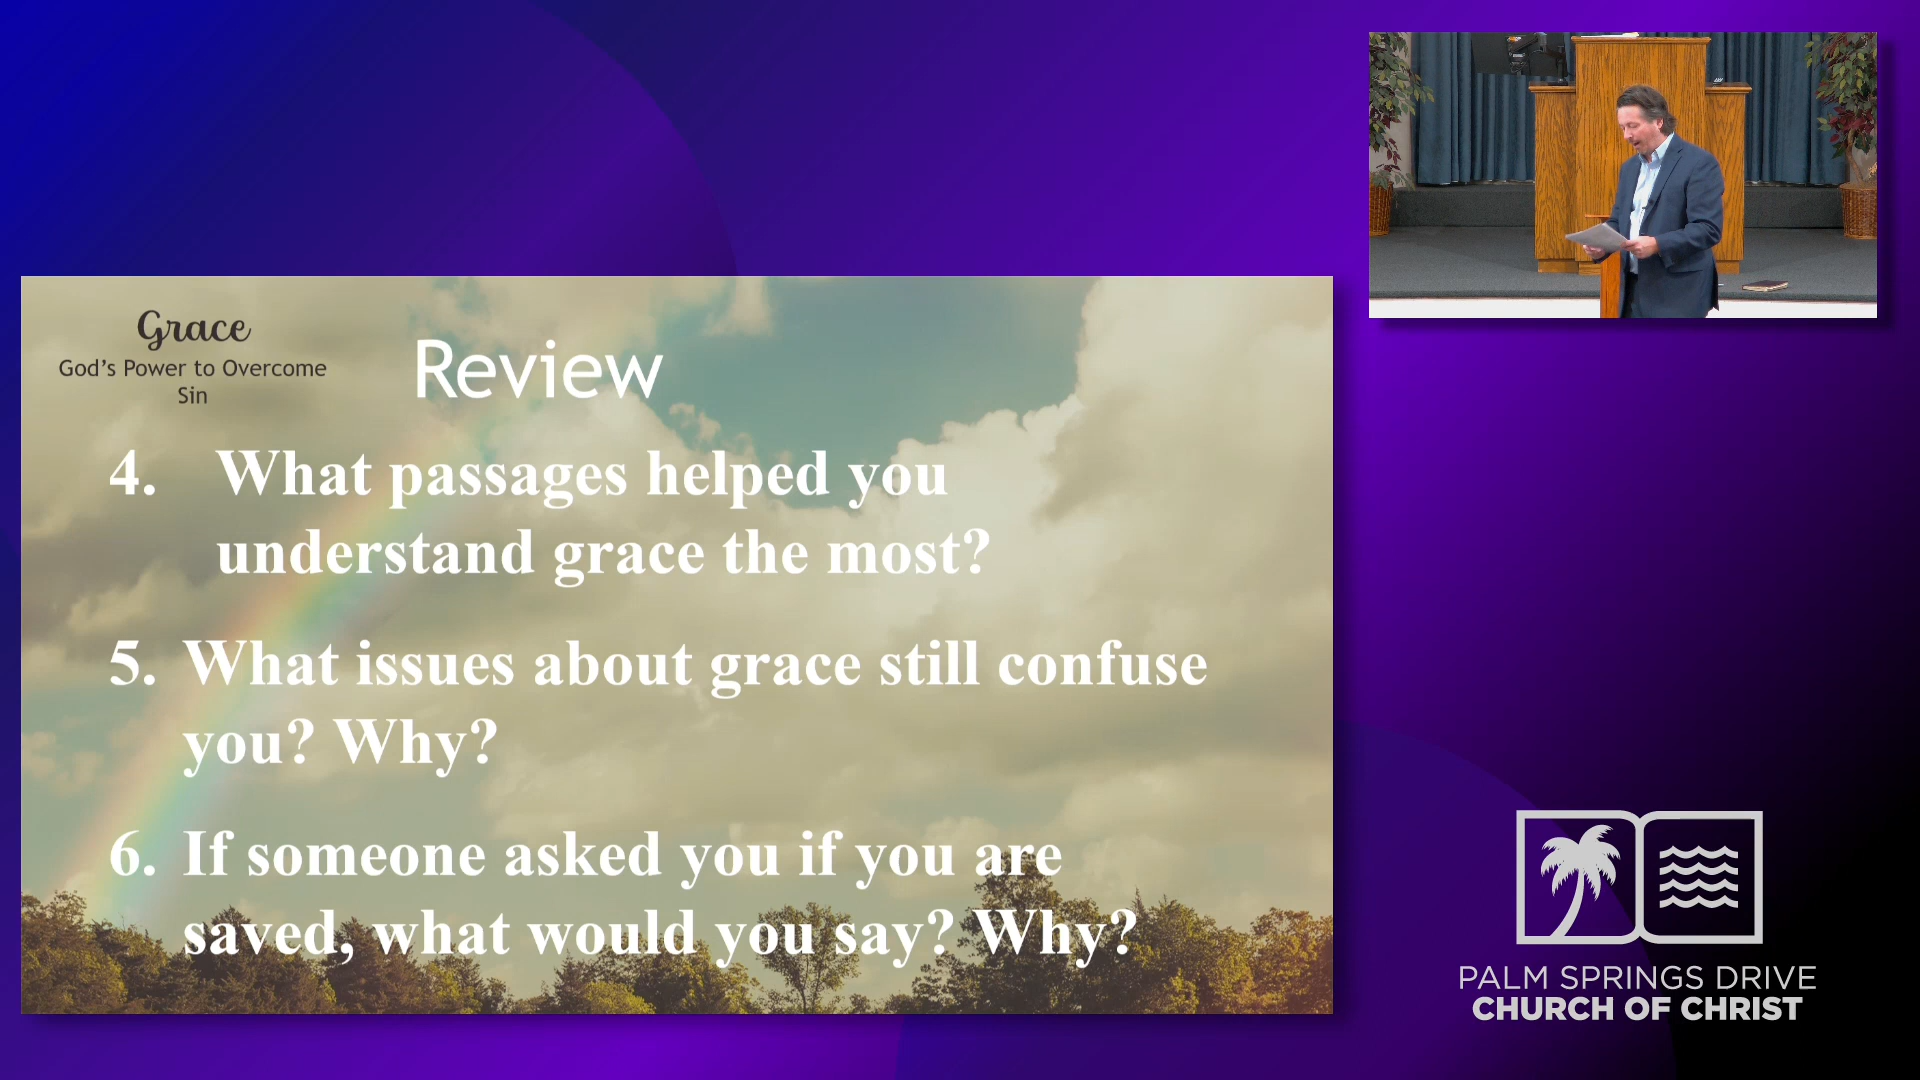 Grace
God's Power to Overcome
Sin
Review
4. What passages helped you
understand grace the most?
5. What issues about grace still confuse
you? Why?
6. If someone asked you if you are
saved, what would you say? Why?
PALM SPRINGS DRIVE
CHURCH OF CHRIST